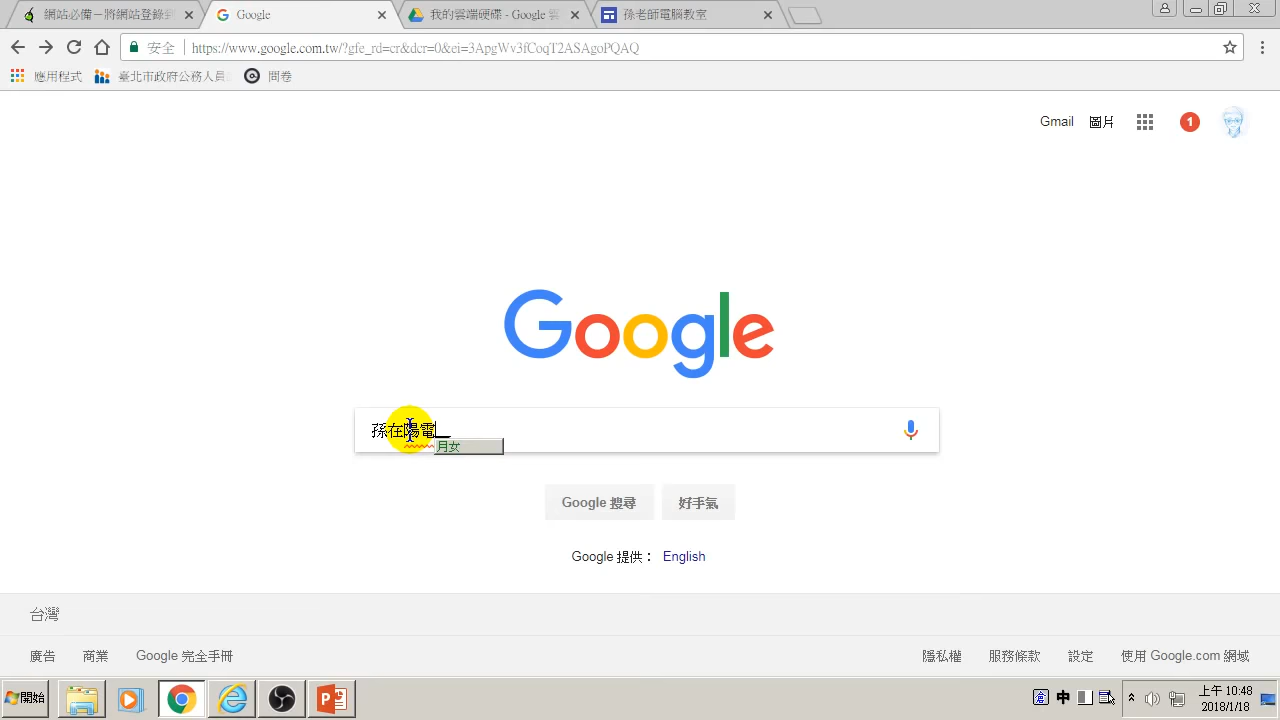 網站必備－將網站登錄到
Google
我的雲端硬碟 - Google 雲
孫老師電腦教室
安全
https://www.google.com.tw/?gfe_rd=cr&dcr=0&ei=3ApgWv3fCoqT2ASAgoPQAQ
應用程式
臺北市政府公務人員
問卷
Gmail
圖片
1
Google
孫在陽電
月女
Google 搜尋
好手氣
Google 提供：
English
台灣
廣告
商業
Google 完全手冊
隱私權
服務條款
設定
使用 Google.com 網域
開始
中
上午 10:48
2018/1/18